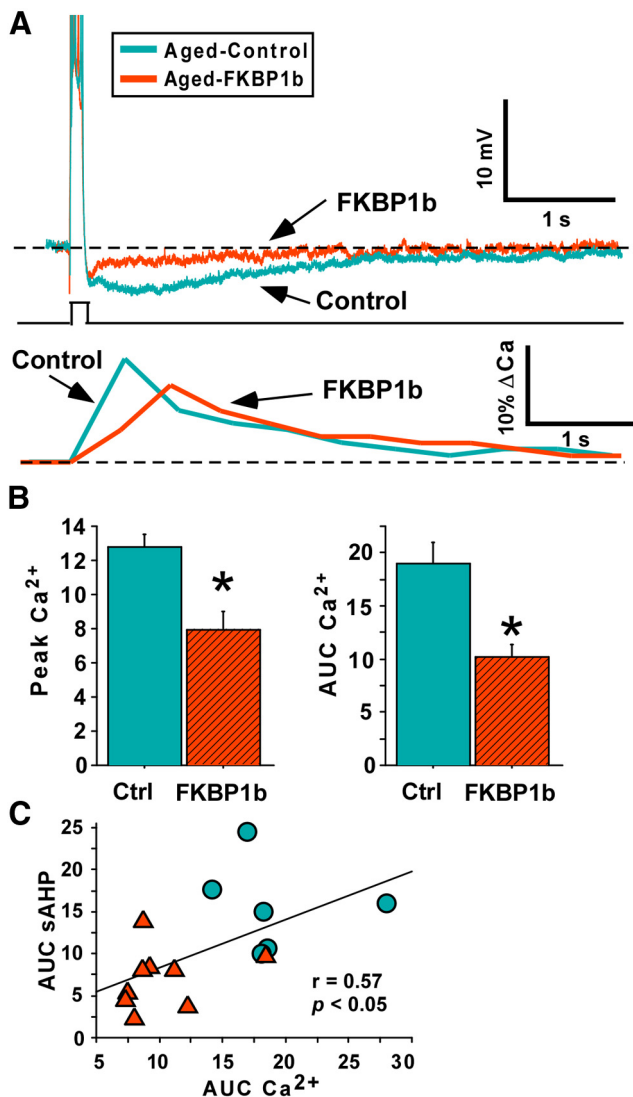 A
Aged-Control
Aged-FKBP1b
10 mV
1 s
FKBP1b
Control
Control
FKBP1b
10% ΔCa
1 s
B
Peak Ca²⁺
14
12
10
8
6
4
2
0
*
Ctrl
FKBP1b
AUC Ca²⁺
20
15
10
5
0
*
Ctrl
FKBP1b
C
AUC sAHP
25
20
15
10
5
0
r = 0.57
p < 0.05
5
10
15
20
25
30
AUC Ca²⁺